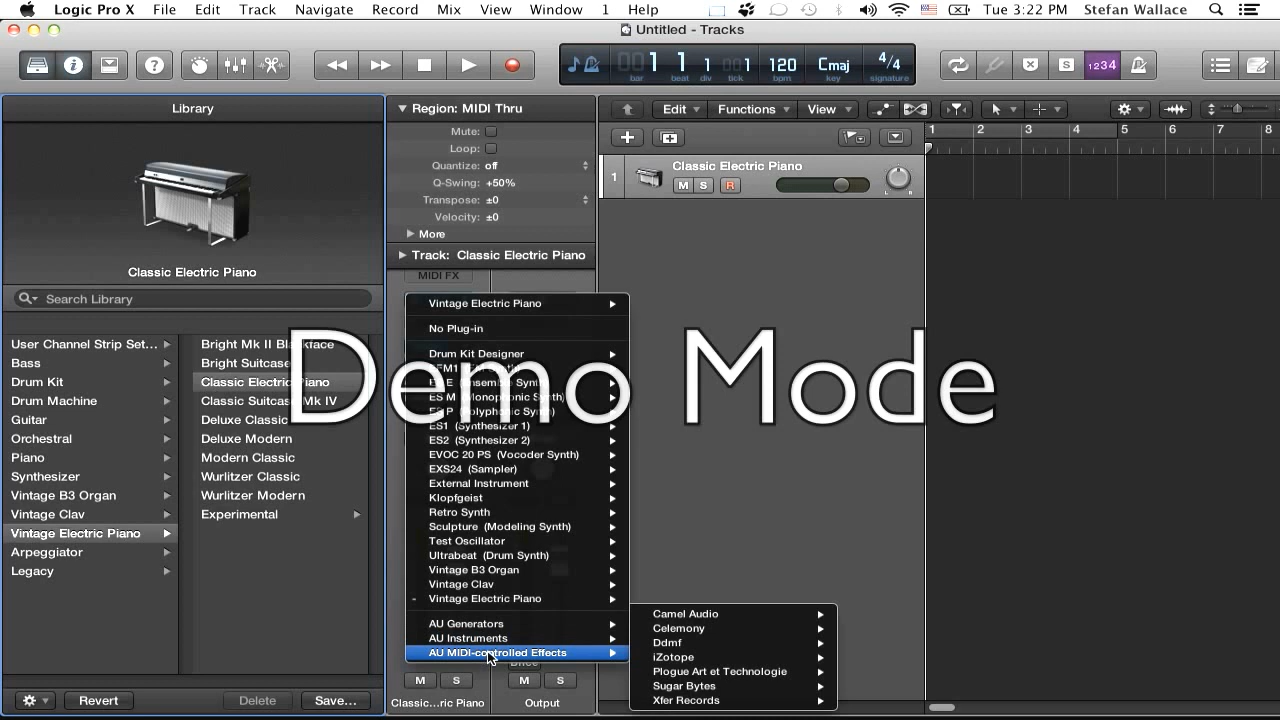 Logic Pro X File Edit Track Navigate Record Mix View Window 1 Help Tue 3:22 PM Stefan Wallace
Untitled - Tracks
001 1 1 001 120 Cmaj 4/4
bar beat div tick bpm key signature
S 1234
Library
Classic Electric Piano
Search Library
User Channel Strip Set...
Bass
Drum Kit
Drum Machine
Guitar
Orchestral
Piano
Synthesizer
Vintage B3 Organ
Vintage Clav
Vintage Electric Piano
Arpeggiator
Legacy
Bright Mk II Blackface
Bright Suitcase
Classic Electric Piano
Classic Suitcase Mk IV
Deluxe Classic
Deluxe Modern
Modern Classic
Wurlitzer Classic
Wurlitzer Modern
Experimental
Revert Delete Save...
Region: MIDI Thru
Mute:
Loop:
Quantize: off
Q-Swing: +50%
Transpose: ±0
Velocity: ±0
More
Track: Classic Electric Piano
MIDI FX
Vintage Electric Piano
No Plug-in
Drum Kit Designer
ES M (Monophonic Synth)
ES P (Polyphonic Synth)
ES1 (Synthesizer 1)
ES2 (Synthesizer 2)
EVOC 20 PS (Vocoder Synth)
EXS24 (Sampler)
External Instrument
Klopfgeist
Retro Synth
Sculpture (Modeling Synth)
Test Oscillator
Ultrabeat (Drum Synth)
Vintage B3 Organ
Vintage Clav
- Vintage Electric Piano
AU Generators
AU Instruments
AU MIDI-controlled Effects
Camel Audio
Celemony
Ddmf
iZotope
Plogue Art et Technologie
Sugar Bytes
Xfer Records
Bnce
M S M S
Classic...ric Piano Output
Edit Functions View
1 2 3 4 5 6 7 8
1 Classic Electric Piano
M S R
L R
Demo Mode